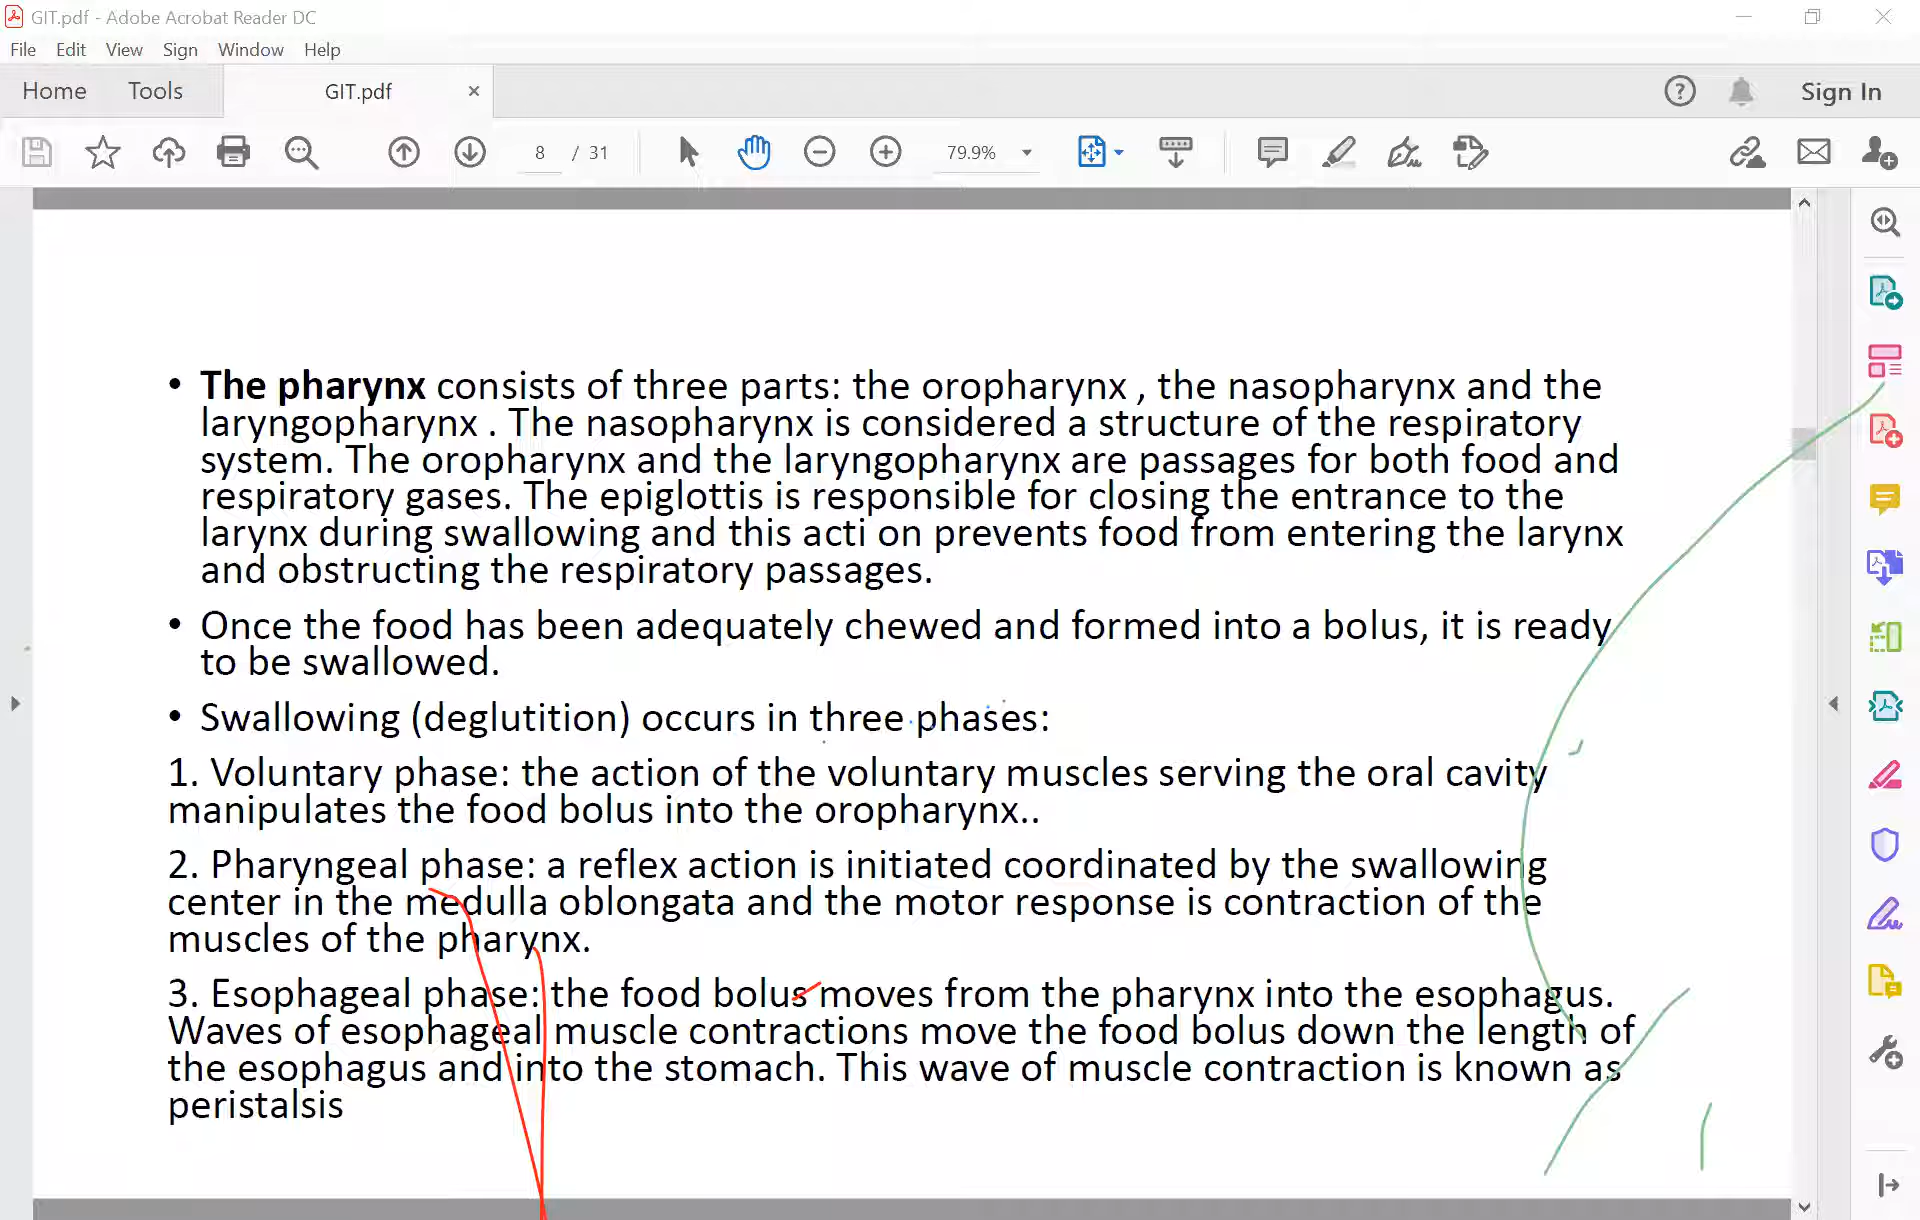 GIT.pdf - Adobe Acrobat Reader DC
File Edit View Sign Window Help
Home Tools GIT.pdf × Sign In
8 / 31 79.9%
• The pharynx consists of three parts: the oropharynx , the nasopharynx and the
laryngopharynx . The nasopharynx is considered a structure of the respiratory
system. The oropharynx and the laryngopharynx are passages for both food and
respiratory gases. The epiglottis is responsible for closing the entrance to the
larynx during swallowing and this acti on prevents food from entering the larynx
and obstructing the respiratory passages.
• Once the food has been adequately chewed and formed into a bolus, it is ready
to be swallowed.
• Swallowing (deglutition) occurs in three phases:
1. Voluntary phase: the action of the voluntary muscles serving the oral cavity
manipulates the food bolus into the oropharynx..
2. Pharyngeal phase: a reflex action is initiated coordinated by the swallowing
center in the medulla oblongata and the motor response is contraction of the
muscles of the pharynx.
3. Esophageal phase: the food bolus moves from the pharynx into the esophagus.
Waves of esophageal muscle contractions move the food bolus down the length of
the esophagus and into the stomach. This wave of muscle contraction is known as
peristalsis